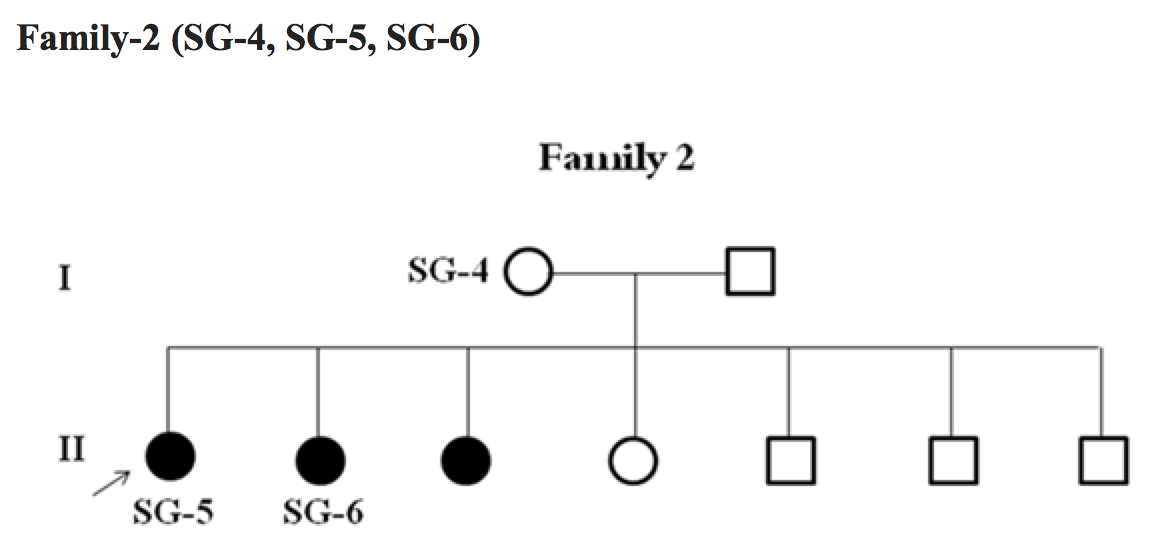 Family-2 (SG-4, SG-5, SG-6)
Family 2
I
SG-4
II
SG-5
SG-6